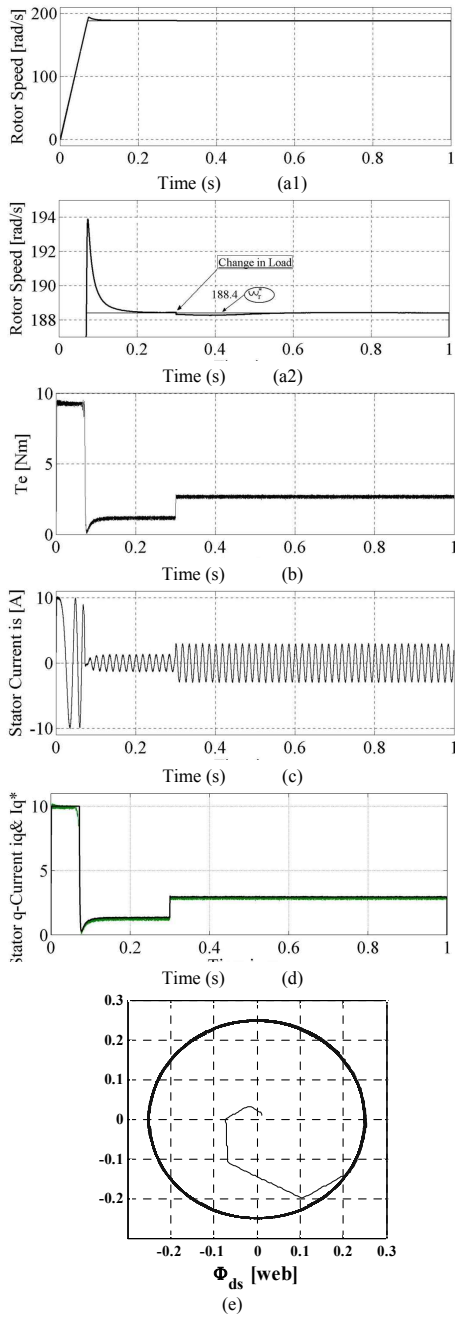 Rotor Speed [rad/s]
200
100
0
0 0.2 0.4 0.6 0.8 1
Time (s) (a1)
Rotor Speed [rad/s]
194
192
190
188
Change in Load
188.4
0 0.2 0.4 0.6 0.8 1
Time (s) (a2)
Te [Nm]
10
5
0
0 0.2 0.4 0.6 0.8 1
Time (s) (b)
Stator Current is [A]
10
0
-10
0 0.2 0.4 0.6 0.8 1
Time (s) (c)
Stator q-Current iq& Iq*
10
5
0
0 0.2 0.4 0.6 0.8 1
Time (s) (d)
0.3
0.2
0.1
0
-0.1
-0.2
-0.2 -0.1 0 0.1 0.2 0.3
Φds [web]
(e)